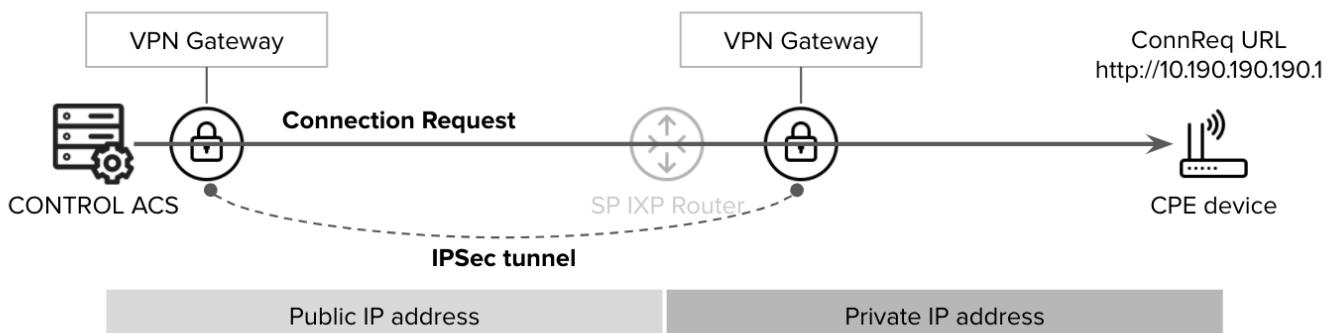 VPN Gateway
VPN Gateway
ConnReq URL
http://10.190.190.190.1
Connection Request
CONTROL ACS
SP IXP Router
CPE device
IPSec tunnel
Public IP address
Private IP address